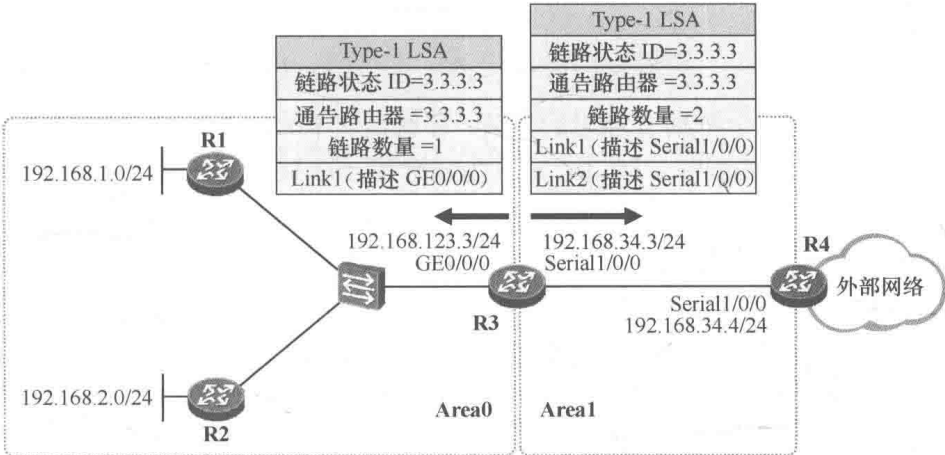 Type-1 LSA
链路状态 ID=3.3.3.3
通告路由器 =3.3.3.3
链路数量 =1
Link1（描述 GE0/0/0）
Type-1 LSA
链路状态 ID=3.3.3.3
通告路由器 =3.3.3.3
链路数量 =2
Link1（描述 Serial1/0/0）
Link2（描述 Serial1/0/0）
R1
192.168.1.0/24
192.168.123.3/24
GE0/0/0
192.168.34.3/24
Serial1/0/0
R4
外部网络
R3
Serial1/0/0
192.168.34.4/24
192.168.2.0/24
R2
Area0
Area1